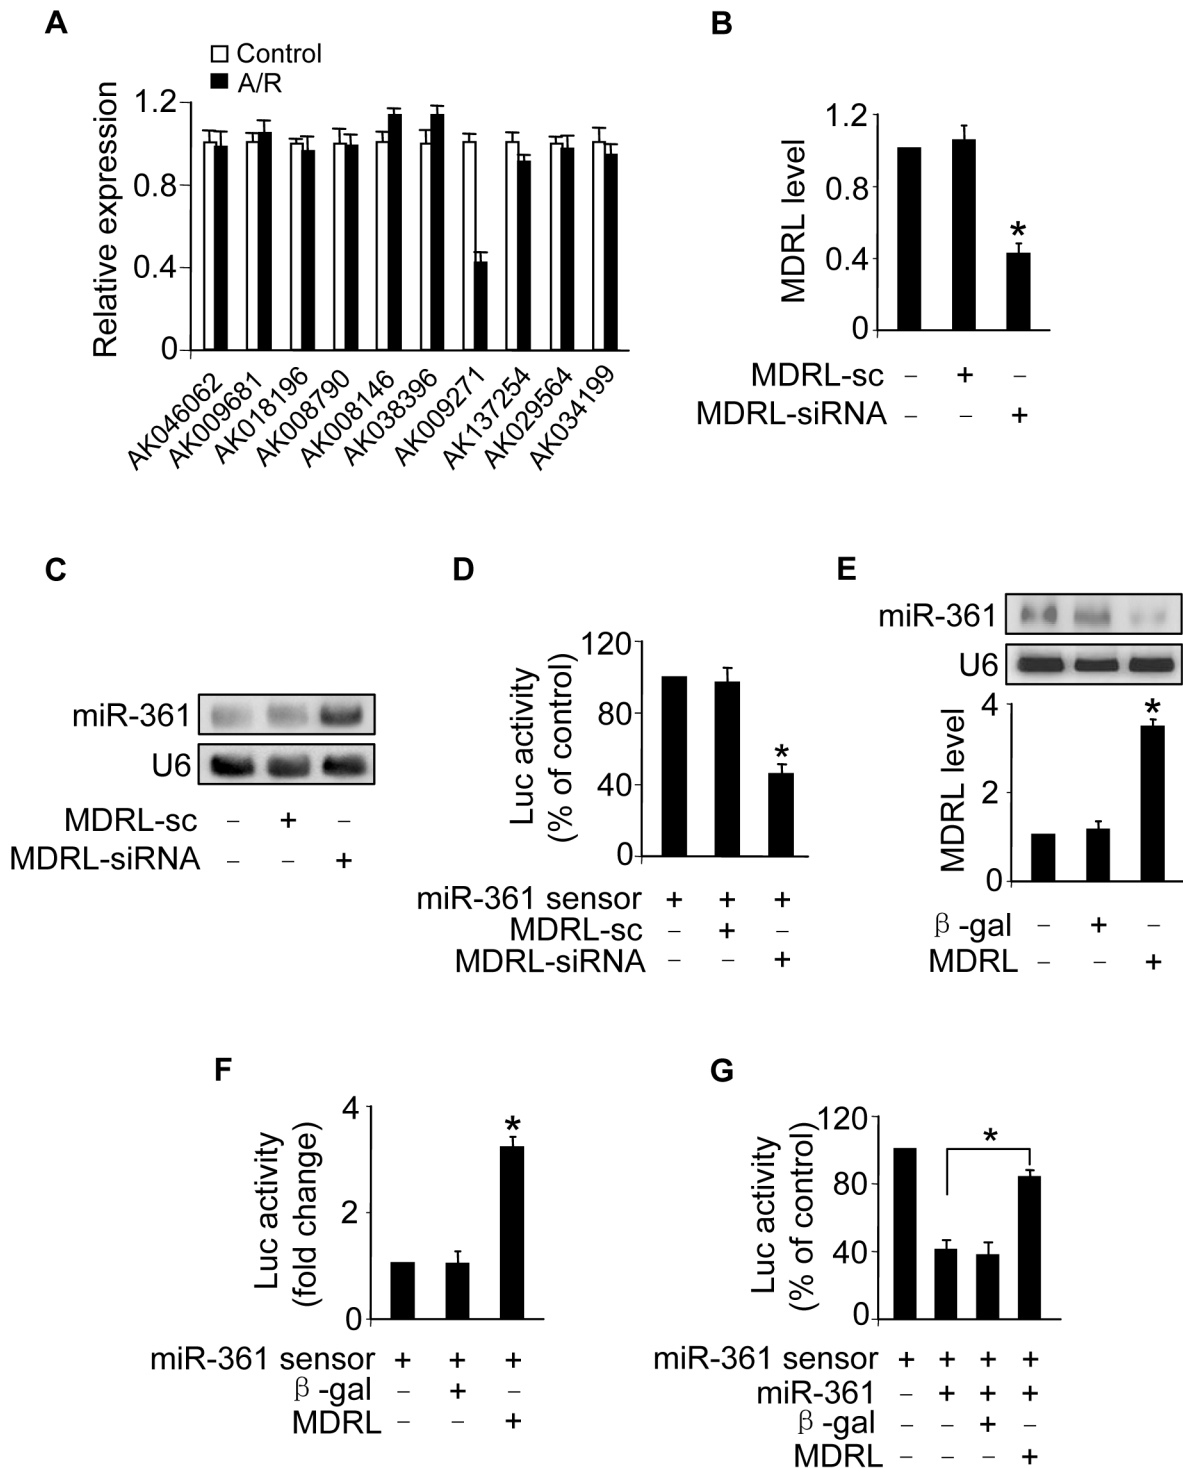 A
Control
A/R
Relative expression
1.2
0.8
0.4
0
AK046062
AK009681
AK018196
AK008790
AK008146
AK038396
AK009271
AK137254
AK029564
AK034199
B
MDRL level
1.2
0.8
0.4
0
*
MDRL-sc – + –
MDRL-siRNA – – +
C
miR-361
U6
MDRL-sc – + –
MDRL-siRNA – – +
D
Luc activity
(% of control)
120
80
40
0
*
miR-361 sensor + + +
MDRL-sc – + –
MDRL-siRNA – – +
E
miR-361
U6
MDRL level
4
2
0
*
β-gal – + –
MDRL – – +
F
Luc activity
(fold change)
4
2
0
*
miR-361 sensor + + +
β-gal – + –
MDRL – – +
G
Luc activity
(% of control)
120
80
40
0
*
miR-361 sensor + + + +
miR-361 – + + +
β-gal – – + –
MDRL – – – +